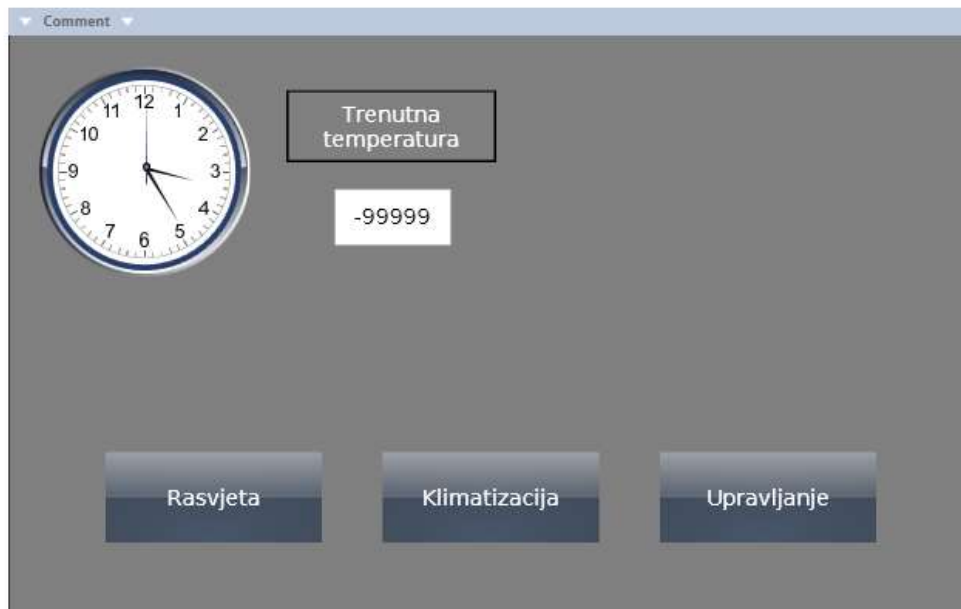 Comment
12
11 1
10 2
9 3
8 4
7 5
6
Trenutna
temperatura
-99999
Rasvjeta
Klimatizacija
Upravljanje